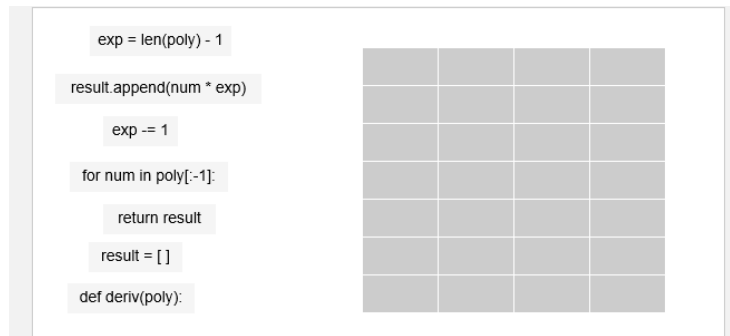 exp = len(poly) - 1
result.append(num * exp)
exp -= 1
for num in poly[:-1]:
return result
result = [ ]
def deriv(poly):